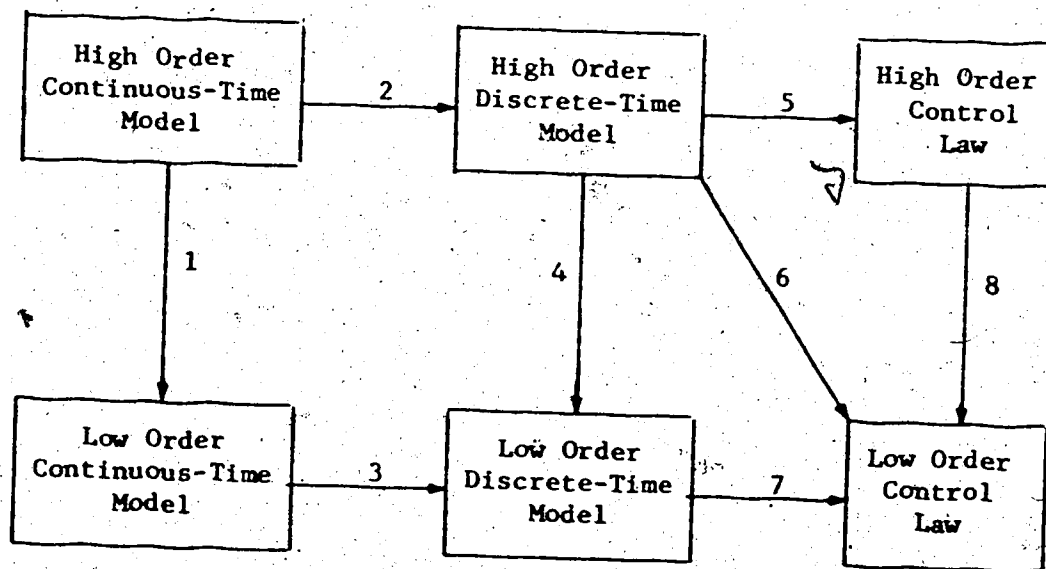 High Order
Continuous-Time
Model
2
High Order
Discrete-Time
Model
5
High Order
Control
Law
1
4
6
8
Low Order
Continuous-Time
Model
3
Low Order
Discrete-Time
Model
7
Low Order
Control
Law